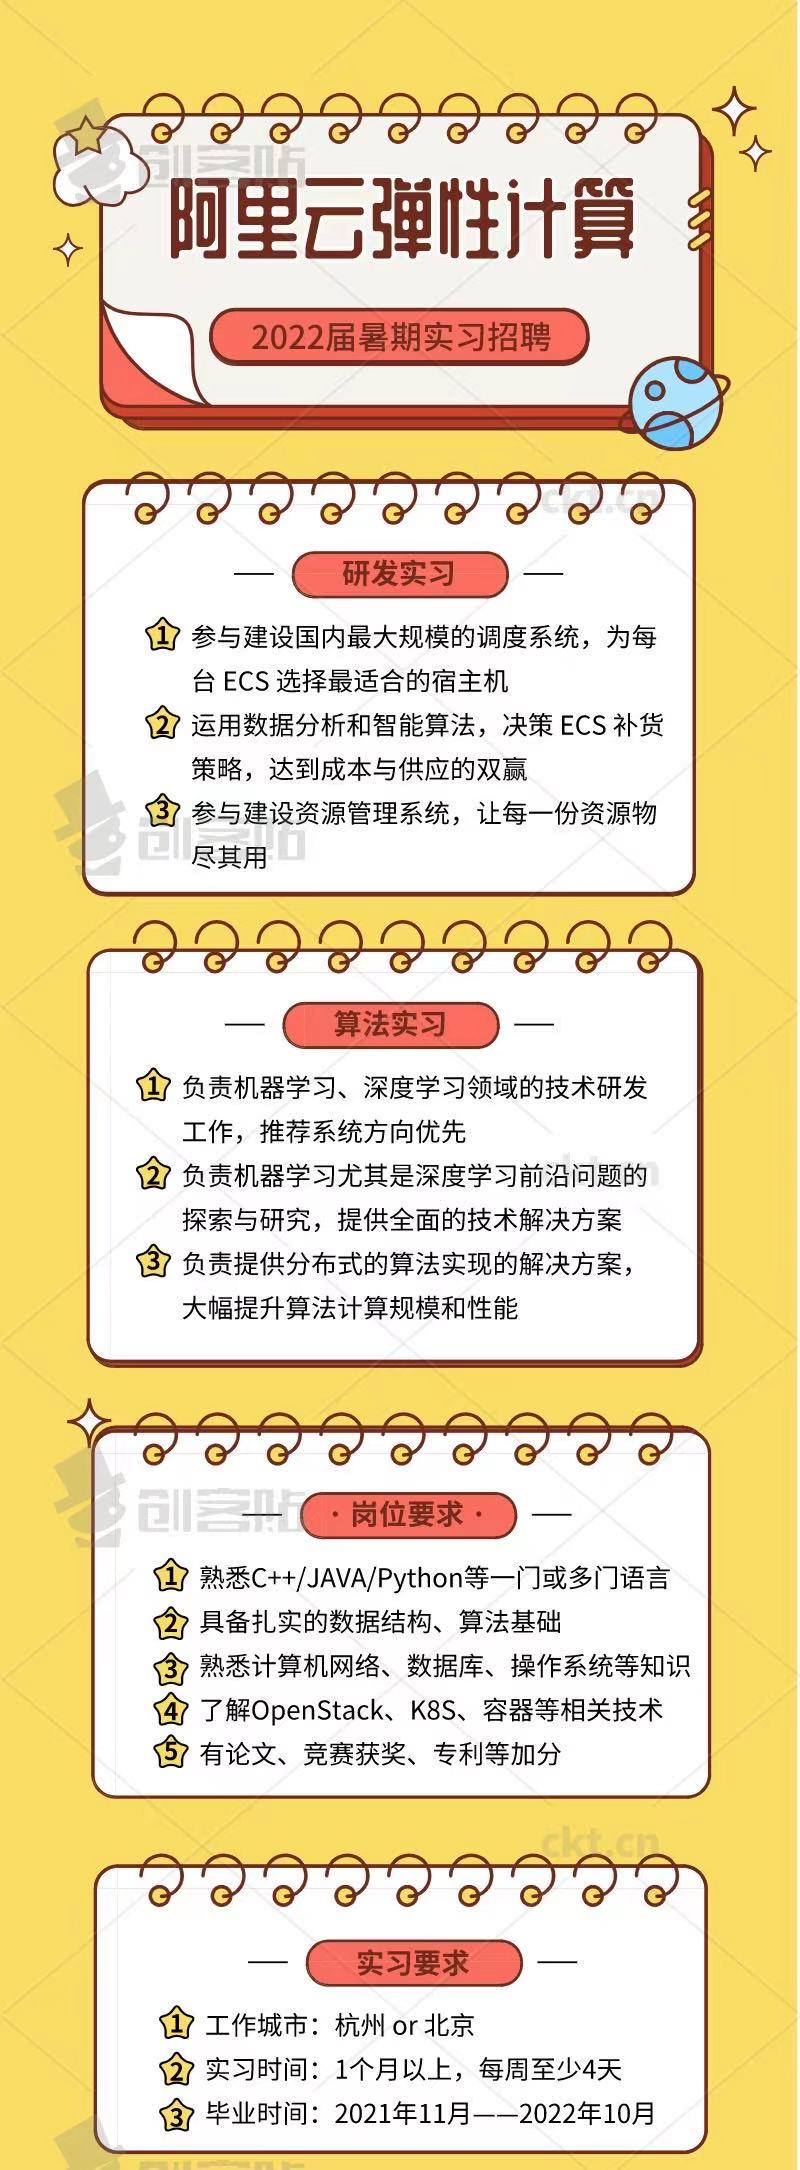 阿里云弹性计算
2022届暑期实习招聘
ckt.cn
研发实习
1 参与建设国内最大规模的调度系统，为每
台 ECS 选择最适合的宿主机
2 运用数据分析和智能算法，决策 ECS 补货
策略，达到成本与供应的双赢
3 参与建设资源管理系统，让每一份资源物
尽其用
创客贴
算法实习
1 负责机器学习、深度学习领域的技术研发
工作，推荐系统方向优先
2 负责机器学习尤其是深度学习前沿问题的
探索与研究，提供全面的技术解决方案
3 负责提供分布式的算法实现的解决方案，
大幅提升算法计算规模和性能
创客贴
· 岗位要求 ·
1 熟悉C++/JAVA/Python等一门或多门语言
2 具备扎实的数据结构、算法基础
3 熟悉计算机网络、数据库、操作系统等知识
4 了解OpenStack、K8S、容器等相关技术
5 有论文、竞赛获奖、专利等加分
ckt.cn
实习要求
1 工作城市：杭州 or 北京
2 实习时间：1个月以上，每周至少4天
3 毕业时间：2021年11月——2022年10月